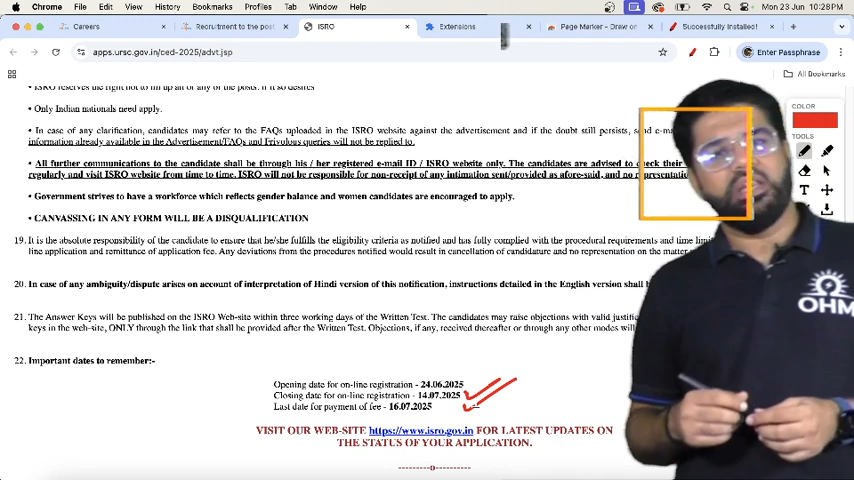 Chrome File Edit View History Bookmarks Profiles Tab Window Help Mon 23 Jun 10:28PM
Careers Recruitment to the post ISRO Extensions Page Marker - Draw on Successfully Installed!
apps.ursc.gov.in/ced-2025/advt.jsp Enter Passphrase
All Bookmarks
• ISRO reserves the right not to fill up all or any of the posts, if it so desires
• Only Indian nationals need apply.
• In case of any clarification, candidates may refer to the FAQs uploaded in the ISRO website against the advertisement and if the doubt still persists, send e-ma
information already available in the Advertisement/FAQs and Frivolous queries will not be replied to.
• All further communications to the candidate shall be through his / her registered e-mail ID / ISRO website only. The candidates are advised to check their
regularly and visit ISRO website from time to time. ISRO will not be responsible for non-receipt of any intimation sent/provided as afore-said, and no representatio
• Government strives to have a workforce which reflects gender balance and women candidates are encouraged to apply.
• CANVASSING IN ANY FORM WILL BE A DISQUALIFICATION
19. It is the absolute responsibility of the candidate to ensure that he/she fulfills the eligibility criteria as notified and has fully complied with the procedural requirements and time lim
line application and remittance of application fee. Any deviations from the procedures notified would result in cancellation of candidature and no representation on the matter
20. In case of any ambiguity/dispute arises on account of interpretation of Hindi version of this notification, instructions detailed in the English version shall
21. The Answer Keys will be published on the ISRO Web-site within three working days of the Written Test. The candidates may raise objections with valid justific
keys in the web-site, ONLY through the link that shall be provided after the Written Test. Objections, if any, received thereafter or through any other modes will
22. Important dates to remember:-
Opening date for on-line registration - 24.06.2025
Closing date for on-line registration - 14.07.2025
Last date for payment of fee - 16.07.2025
VISIT OUR WEB-SITE https://www.isro.gov.in FOR LATEST UPDATES ON
THE STATUS OF YOUR APPLICATION.
--------0--------
COLOR
TOOLS
T
OHM